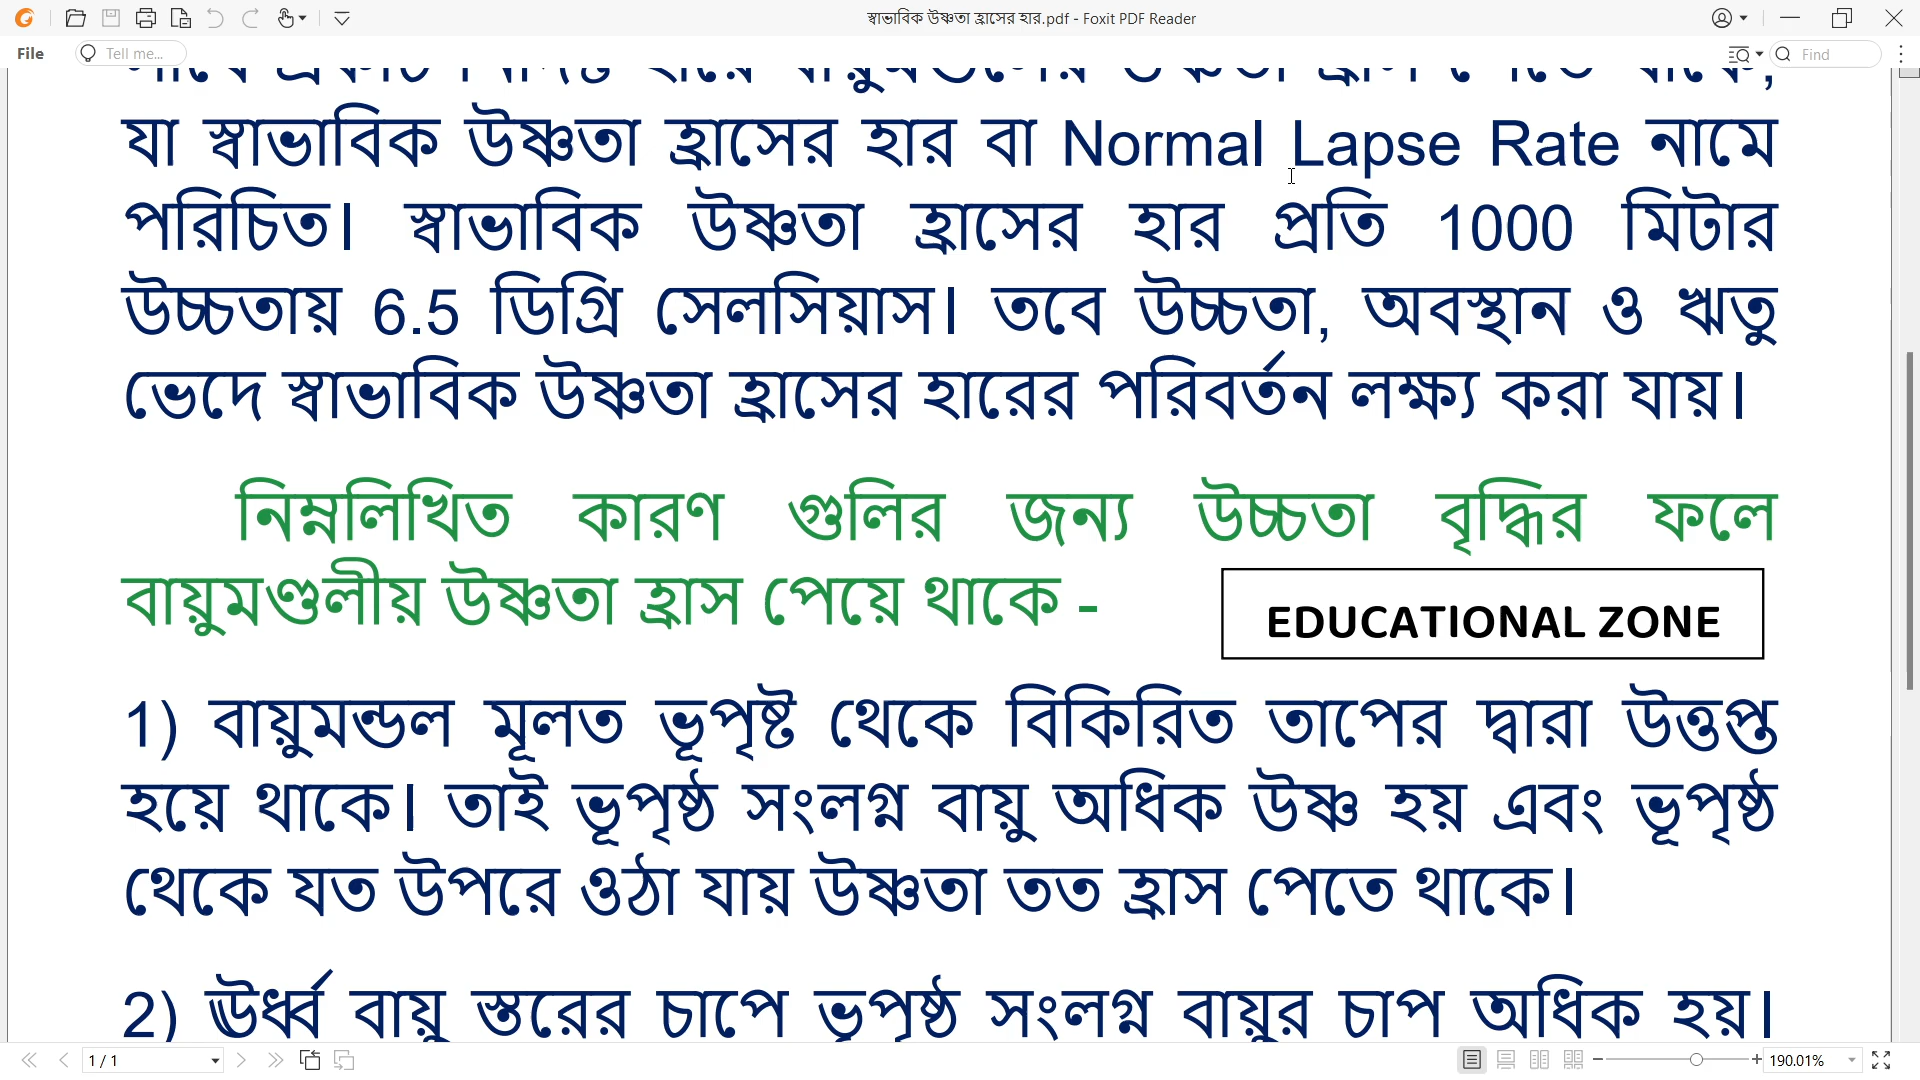 স্বাভাবিক উষ্ণতা হ্রাসের হার.pdf - Foxit PDF Reader
File Tell me... Find
যা স্বাভাবিক উষ্ণতা হ্রাসের হার বা Normal Lapse Rate নামে
পরিচিত। স্বাভাবিক উষ্ণতা হ্রাসের হার প্রতি 1000 মিটার
উচ্চতায় 6.5 ডিগ্রি সেলসিয়াস। তবে উচ্চতা, অবস্থান ও ঋতু
ভেদে স্বাভাবিক উষ্ণতা হ্রাসের হারের পরিবর্তন লক্ষ্য করা যায়।
নিম্নলিখিত কারণ গুলির জন্য উচ্চতা বৃদ্ধির ফলে
বায়ুমণ্ডলীয় উষ্ণতা হ্রাস পেয়ে থাকে -
EDUCATIONAL ZONE
1) বায়ুমন্ডল মূলত ভূপৃষ্ট থেকে বিকিরিত তাপের দ্বারা উত্তপ্ত
হয়ে থাকে। তাই ভূপৃষ্ঠ সংলগ্ন বায়ু অধিক উষ্ণ হয় এবং ভূপৃষ্ঠ
থেকে যত উপরে ওঠা যায় উষ্ণতা তত হ্রাস পেতে থাকে।
2) ঊর্ধ্ব বায়ু স্তরের চাপে ভূপৃষ্ঠ সংলগ্ন বায়ুর চাপ অধিক হয়।
1 / 1 190.01%